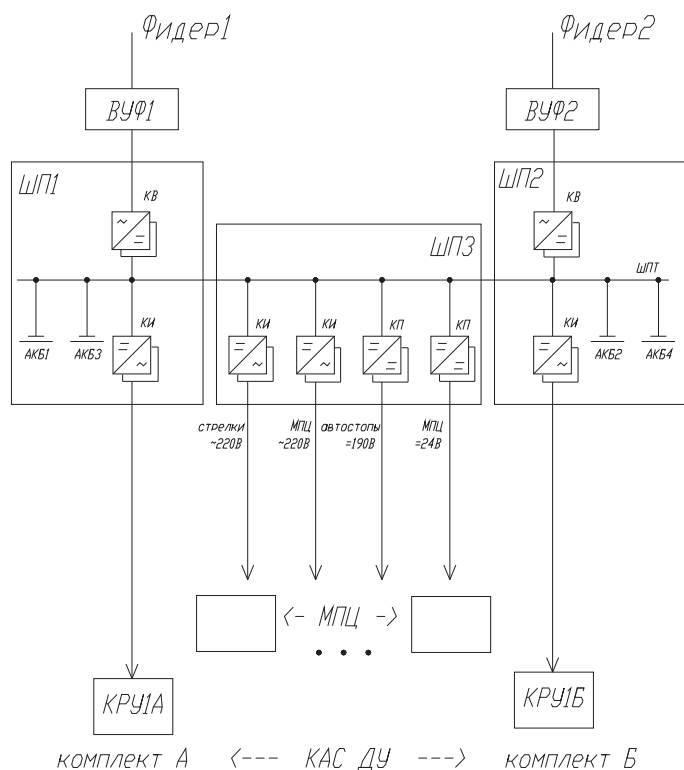 Фидер1
Фидер2
ВУФ1
ВУФ2
ШП1
КВ
ШП2
КВ
ШП3
ШПТ
АКБ1
АКБ3
КИ
КИ
КИ
КП
КП
КИ
АКБ2
АКБ4
стрелки
~220В
МПЦ
~220В
автостопы
=190В
МПЦ
=24В
<- МПЦ ->
КРУ1А
КРУ1Б
комплект А <--- КАС ДУ ---> комплект Б